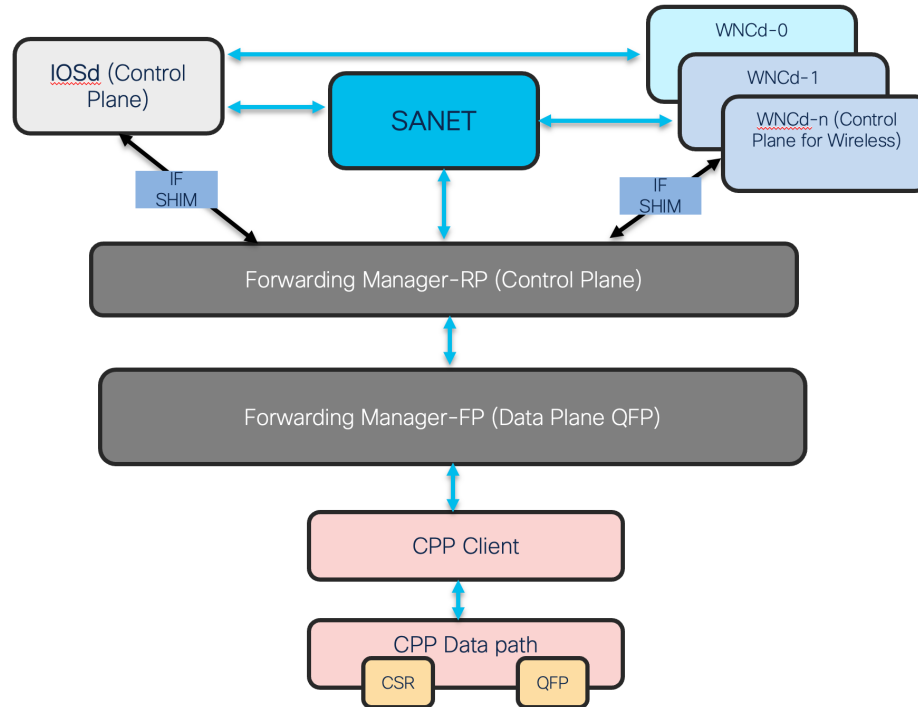 WNCd-0
IOSd (Control
Plane)
WNCd-1
SANET
WNCd-n (Control
Plane for Wireless)
IF
SHIM
IF
SHIM
Forwarding Manager-RP (Control Plane)
Forwarding Manager-FP (Data Plane QFP)
CPP Client
CPP Data path
CSR
QFP